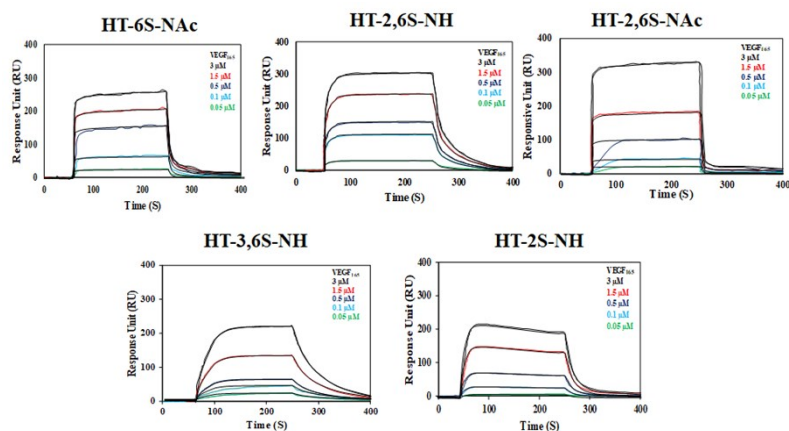 HT-6S-NAc
Response Unit (RU)
400
300
200
100
0
VEGF₁₆₅
3 µM
1.5 µM
0.5 µM
0.1 µM
0.05 µM
0 100 200 300 400
Time (S)
HT-2,6S-NH
Response Unit (RU)
400
300
200
100
0
VEGF₁₆₅
3 µM
1.5 µM
0.5 µM
0.1 µM
0.05 µM
0 100 200 300 400
Time (S)
HT-2,6S-NAc
Responsive Unit (RU)
400
300
200
100
0
VEGF₁₆₅
3 µM
1.5 µM
0.5 µM
0.1 µM
0.05 µM
0 100 200 300 400
Time (S)
HT-3,6S-NH
Response Unit (RU)
400
300
200
100
0
VEGF₁₆₅
3 µM
1.5 µM
0.5 µM
0.1 µM
0.05 µM
0 100 200 300 400
Time (S)
HT-2S-NH
Response Unit (RU)
400
300
200
100
0
VEGF₁₆₅
3 µM
1.5 µM
0.5 µM
0.1 µM
0.05 µM
0 100 200 300 400
Time (S)